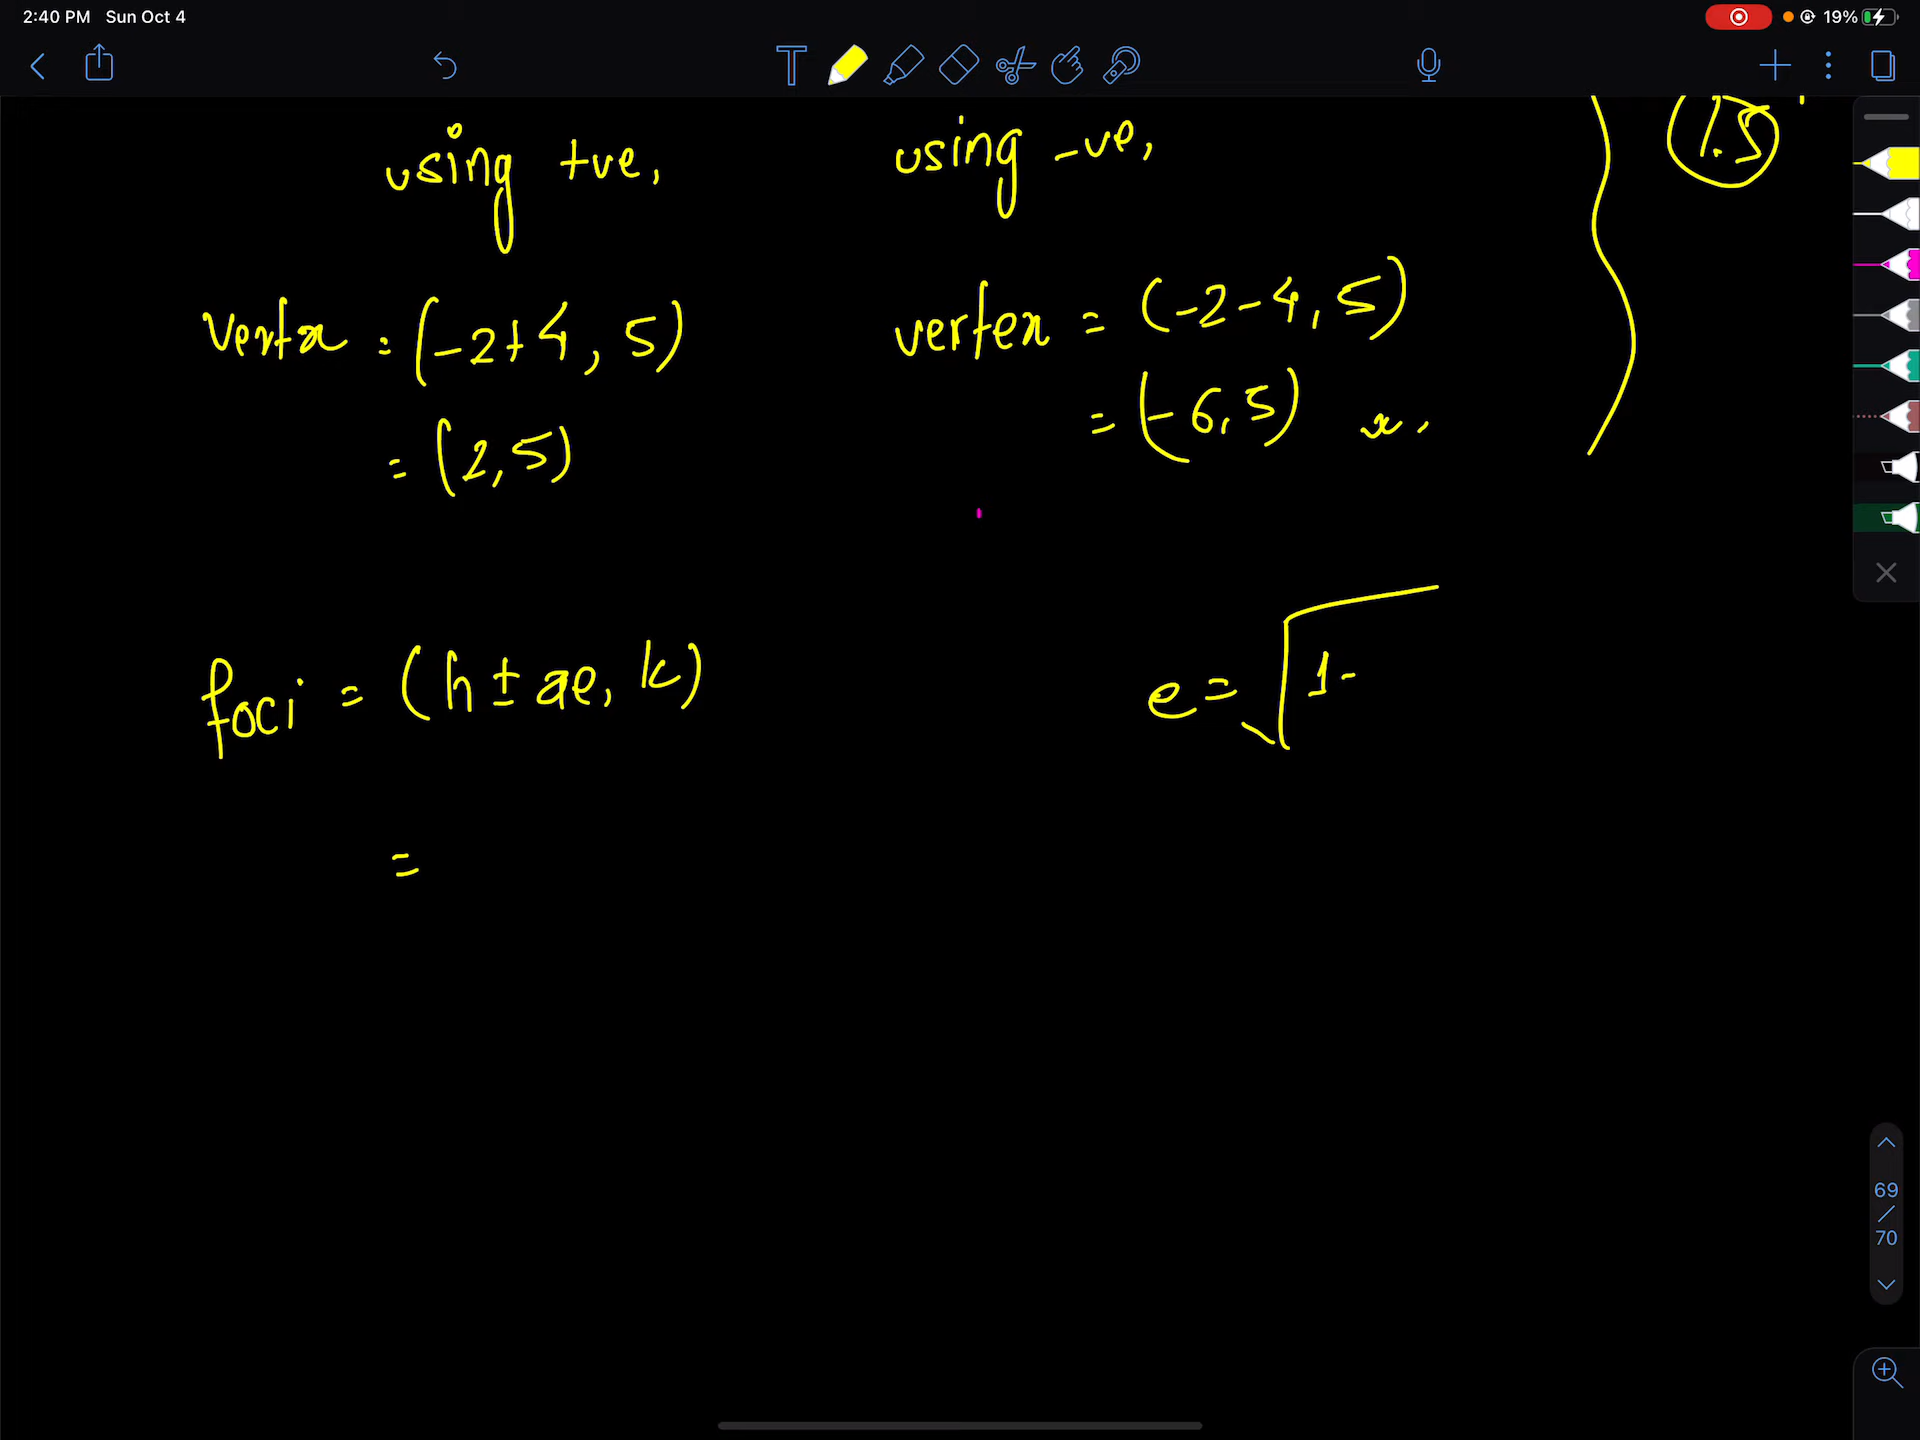 2:40 PM Sun Oct 4
19%
T
1.5
using +ve,
using -ve,
vertex = (-2+4, 5)
= (2,5)
vertex = (-2-4, 5)
= (-6,5) x.
foci = (h ± ae, k)
=
e = √1-
69
/
70